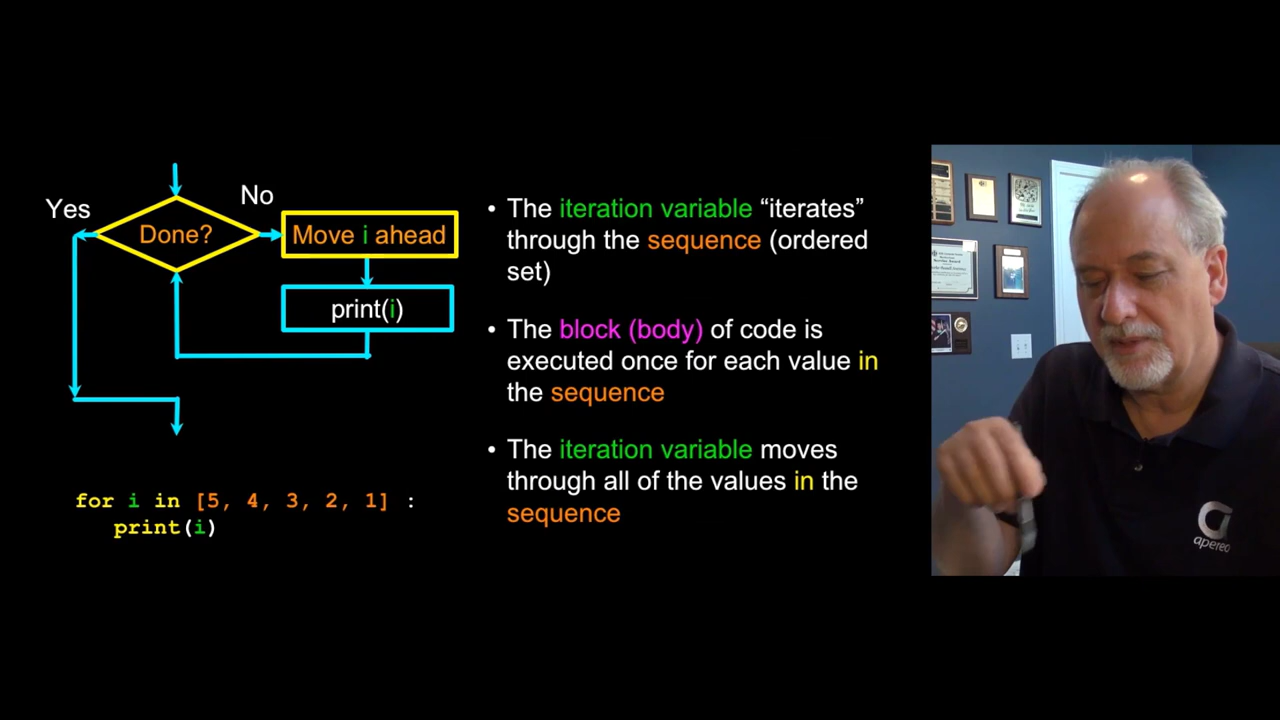 Yes
No
Done?
Move i ahead
print(i)
for i in [5, 4, 3, 2, 1] :
print(i)
• The iteration variable “iterates”
through the sequence (ordered
set)
• The block (body) of code is
executed once for each value in
the sequence
• The iteration variable moves
through all of the values in the
sequence
apereo